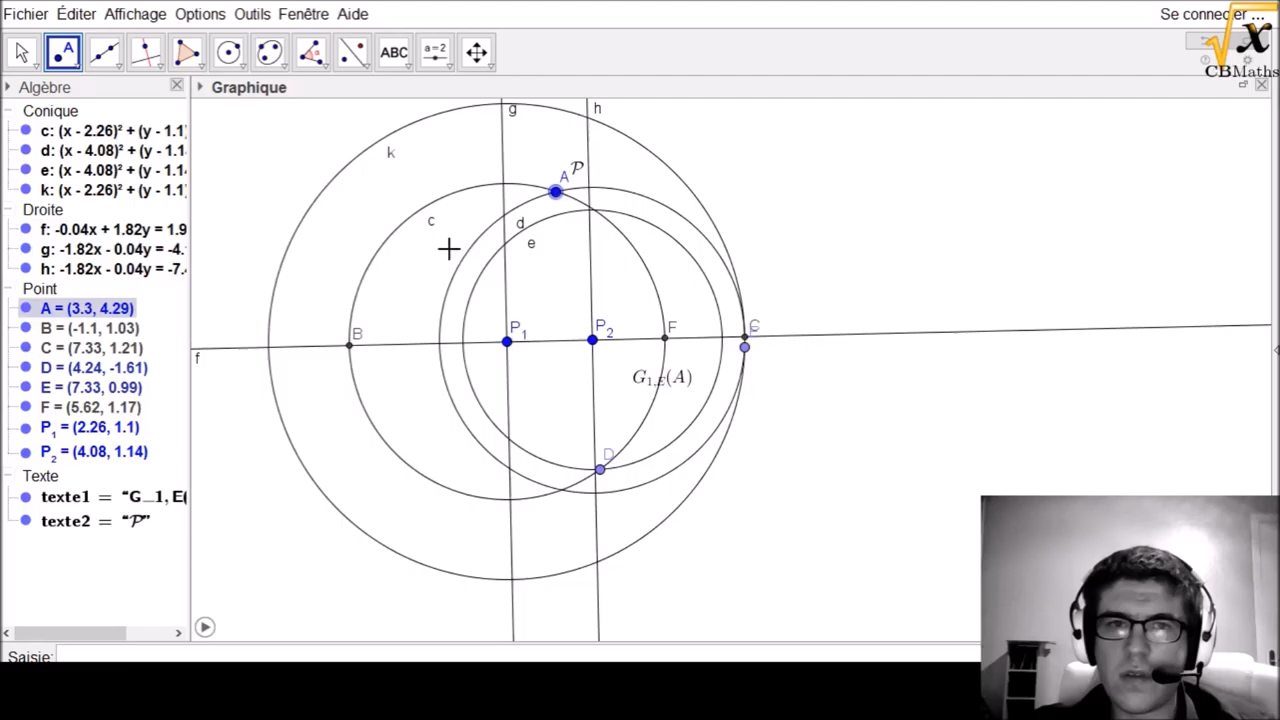 Fichier Éditer Affichage Options Outils Fenêtre Aide Se connecter ...
A ABC a=2
CBMaths
Algèbre Graphique
Conique
c: (x - 2.26)² + (y - 1.1)
d: (x - 4.08)² + (y - 1.1
e: (x - 4.08)² + (y - 1.1
k: (x - 2.26)² + (y - 1.1)
Droite
f: -0.04x + 1.82y = 1.9
g: -1.82x - 0.04y = -4.
h: -1.82x - 0.04y = -7.
Point
A = (3.3, 4.29)
B = (-1.1, 1.03)
C = (7.33, 1.21)
D = (4.24, -1.61)
E = (7.33, 0.99)
F = (5.62, 1.17)
P₁ = (2.26, 1.1)
P₂ = (4.08, 1.14)
Texte
texte1 = “G_1,E(
texte2 = “𝒫”
g h
k
A 𝒫
c d
e
B P₁ P₂ F
f
G₁,E(A)
D
Saisie: